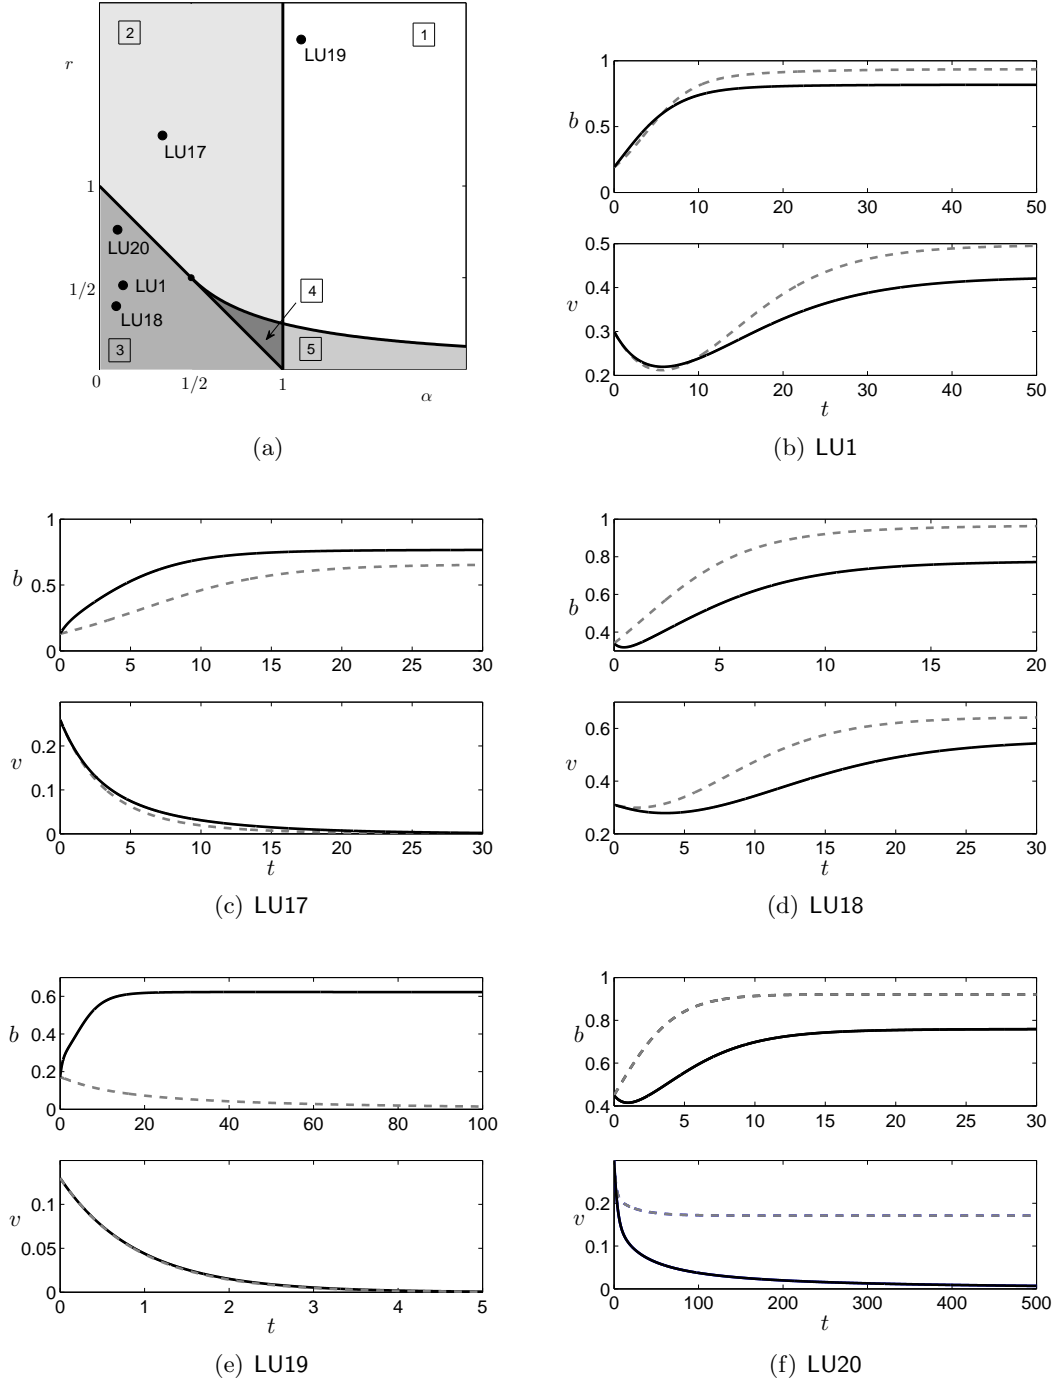 2
1
r
LU19
LU17
1
LU20
1/2
LU1
4
LU18
3
5
0
1/2
1
α
(a)
1
b
0.5
0
0 10 20 30 40 50
0.5
0.4
v
0.3
0.2
0 10 20 30 40 50
t
(b) LU1
1
b
0.5
0
0 5 10 15 20 25 30
0.2
v
0.1
0
0 5 10 15 20 25 30
t
(c) LU17
1
0.8
b
0.6
0.4
0 5 10 15 20
0.6
v
0.4
0.2
0 5 10 15 20 25 30
t
(d) LU18
0.6
b
0.4
0.2
0
0 20 40 60 80 100
0.1
v
0.05
0
0 1 2 3 4 5
t
(e) LU19
1
0.8
b
0.6
0.4
0 5 10 15 20 25 30
0.2
v
0.1
0
0 100 200 300 400 500
t
(f) LU20